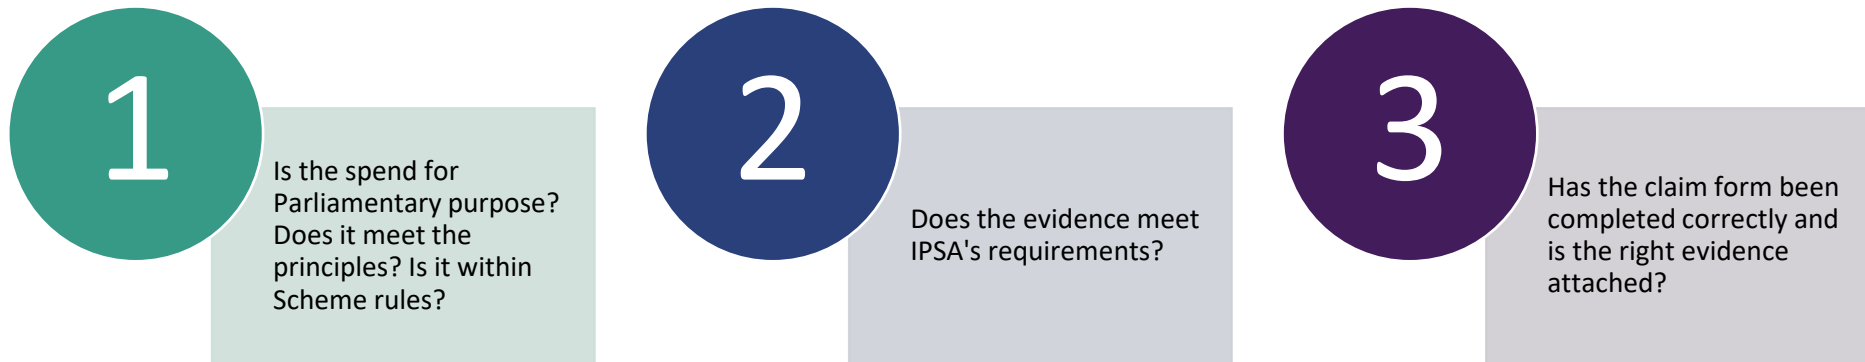 1
Is the spend for
Parliamentary purpose?
Does it meet the
principles? Is it within
Scheme rules?
2
Does the evidence meet
IPSA's requirements?
3
Has the claim form been
completed correctly and
is the right evidence
attached?